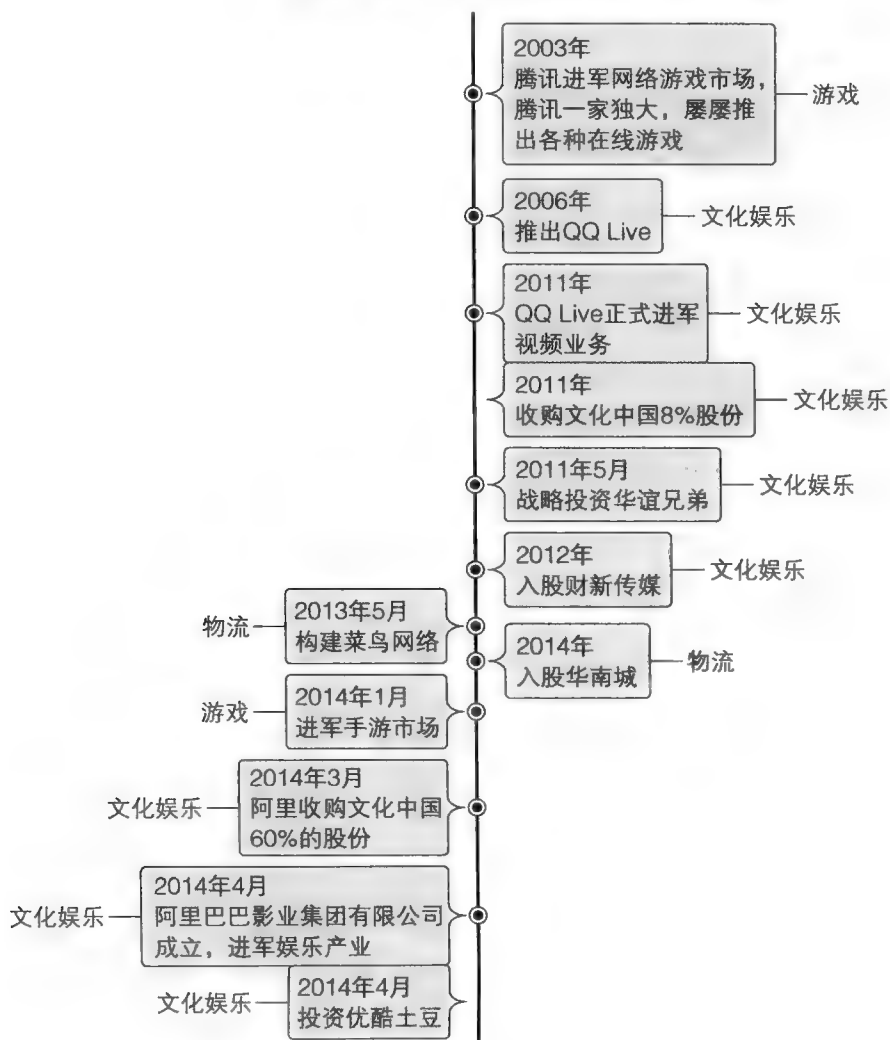 2003年
腾讯进军网络游戏市场，
腾讯一家独大，屡屡推
出各种在线游戏
游戏
2006年
推出QQ Live
文化娱乐
2011年
QQ Live正式进军
视频业务
文化娱乐
2011年
收购文化中国8%股份
文化娱乐
2011年5月
战略投资华谊兄弟
文化娱乐
2012年
入股财新传媒
文化娱乐
物流
2013年5月
构建菜鸟网络
2014年
入股华南城
物流
游戏
2014年1月
进军手游市场
文化娱乐
2014年3月
阿里收购文化中国
60%的股份
文化娱乐
2014年4月
阿里巴巴影业集团有限公司
成立，进军娱乐产业
文化娱乐
2014年4月
投资优酷土豆